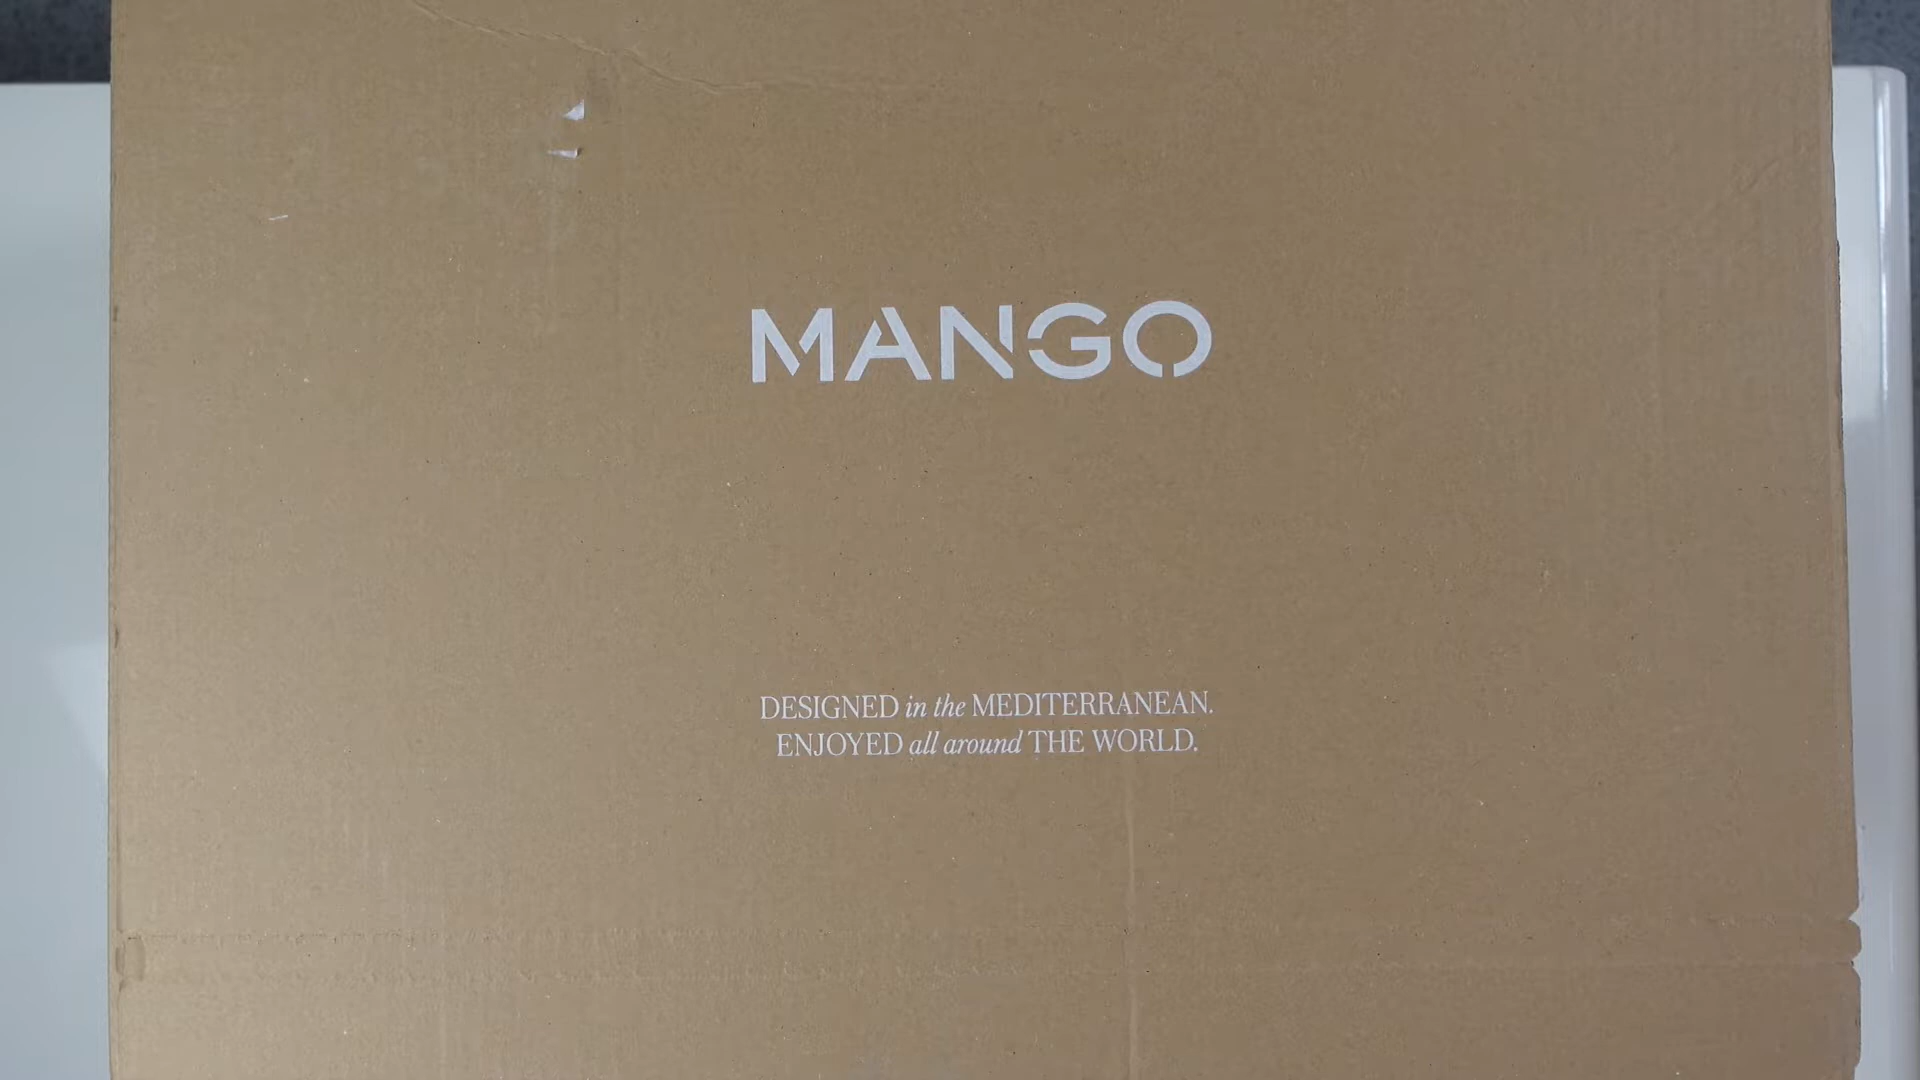 MANGO
DESIGNED in the MEDITERRANEAN.
ENJOYED all around THE WORLD.